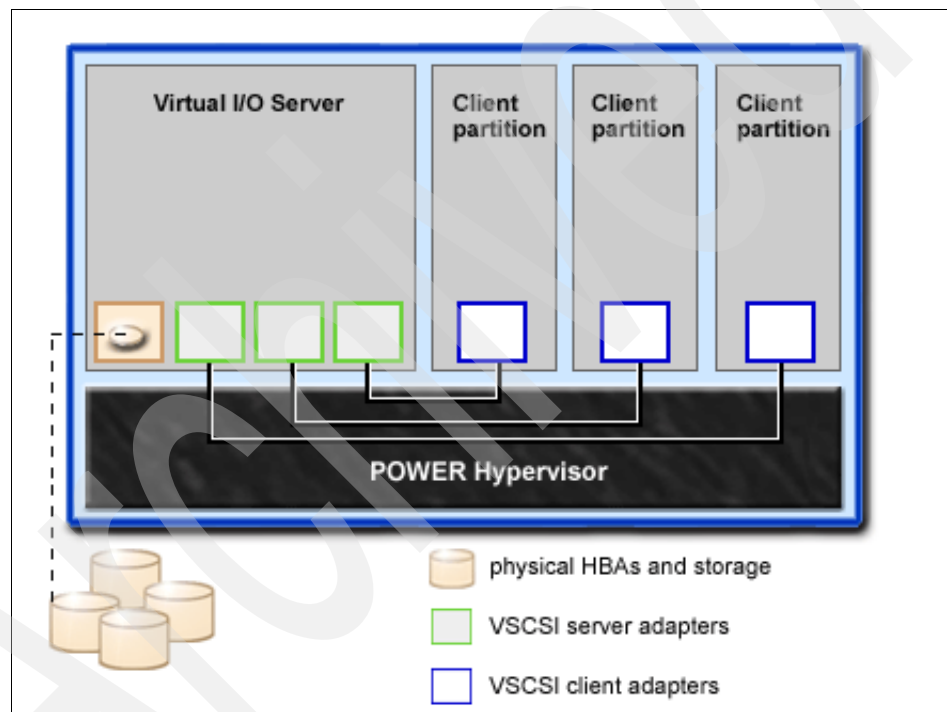 Virtual I/O Server
Client
partition
Client
partition
Client
partition
POWER Hypervisor
physical HBAs and storage
VSCSI server adapters
VSCSI client adapters